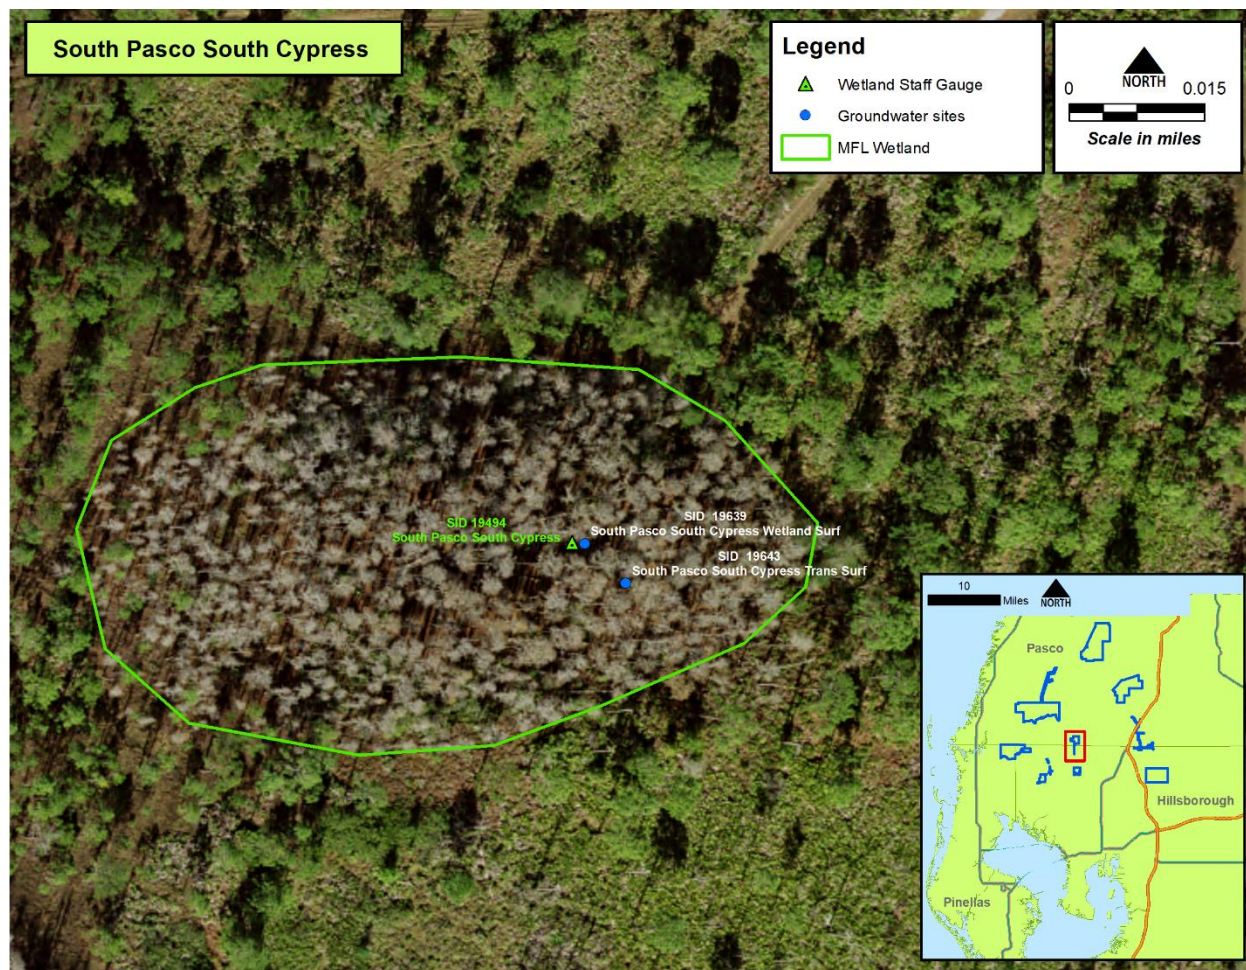 South Pasco South Cypress
Legend
Wetland Staff Gauge
Groundwater sites
MFL Wetland
NORTH
0 0.015
Scale in miles
SID 19494
South Pasco South Cypress
SID 19639
South Pasco South Cypress Wetland Surf
SID 19643
South Pasco South Cypress Trans Surf
10
Miles
NORTH
Pasco
Hillsborough
Pinellas